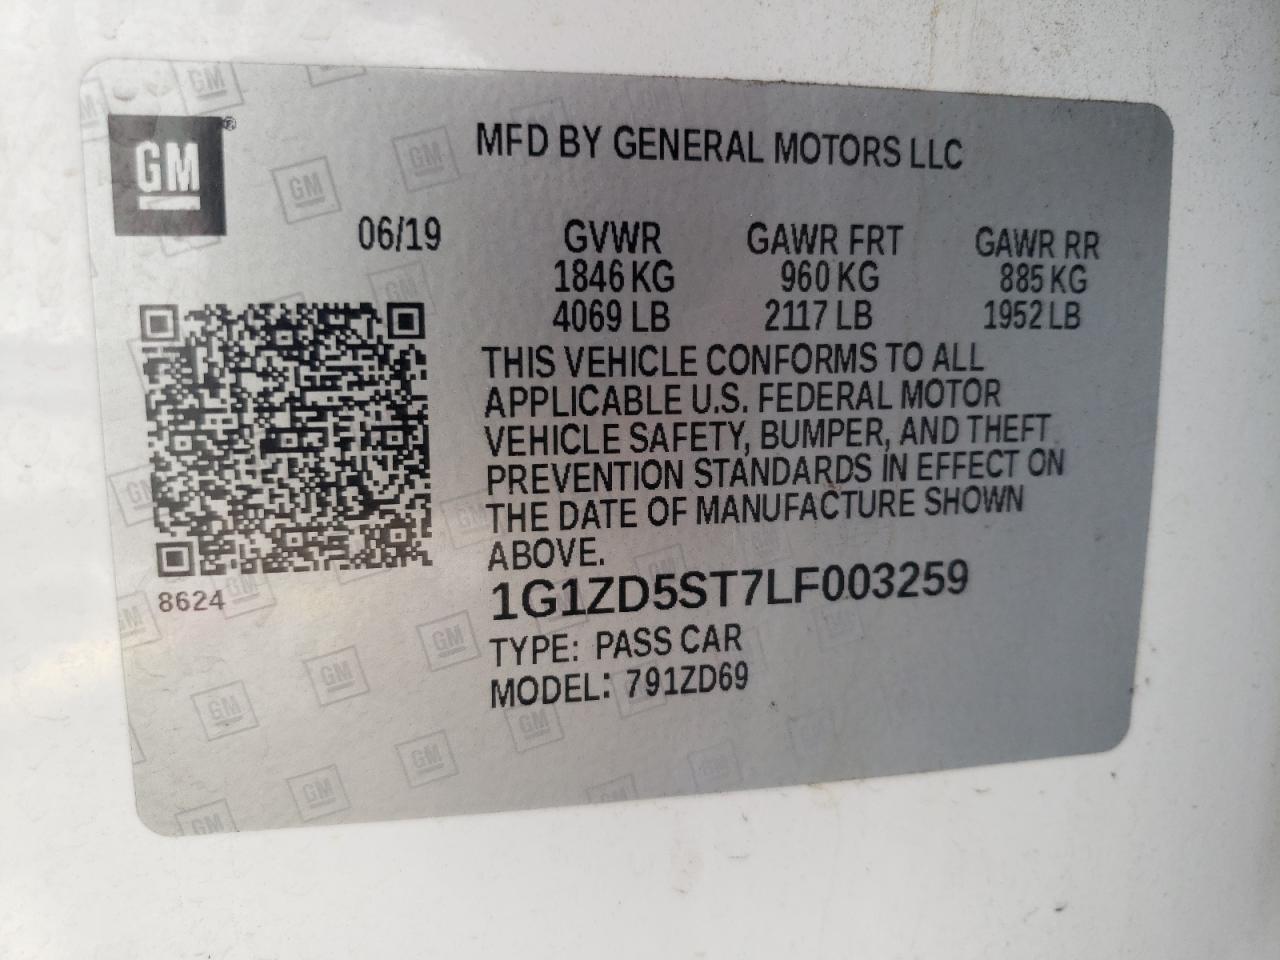 GM®
MFD BY GENERAL MOTORS LLC
06/19
GVWR GAWR FRT GAWR RR
1846 KG 960 KG 885 KG
4069 LB 2117 LB 1952 LB
THIS VEHICLE CONFORMS TO ALL
APPLICABLE U.S. FEDERAL MOTOR
VEHICLE SAFETY, BUMPER, AND THEFT
PREVENTION STANDARDS IN EFFECT ON
THE DATE OF MANUFACTURE SHOWN
ABOVE.
8624
1G1ZD5ST7LF003259
TYPE: PASS CAR
MODEL: 791ZD69